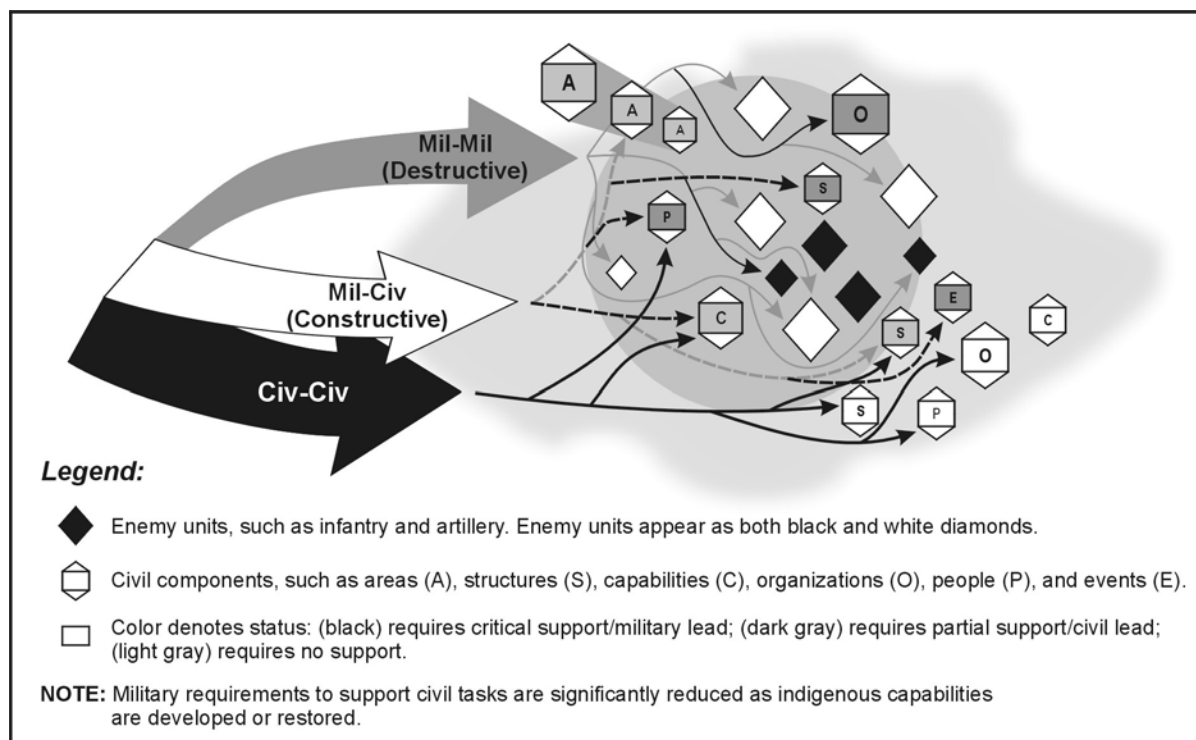 A
A
A
O
Mil-Mil
(Destructive)
S
P
Mil-Civ
(Constructive)
C
E
C
S
O
Civ-Civ
S
P
Legend:
Enemy units, such as infantry and artillery. Enemy units appear as both black and white diamonds.
Civil components, such as areas (A), structures (S), capabilities (C), organizations (O), people (P), and events (E).
Color denotes status: (black) requires critical support/military lead; (dark gray) requires partial support/civil lead;
(light gray) requires no support.
NOTE: Military requirements to support civil tasks are significantly reduced as indigenous capabilities
are developed or restored.